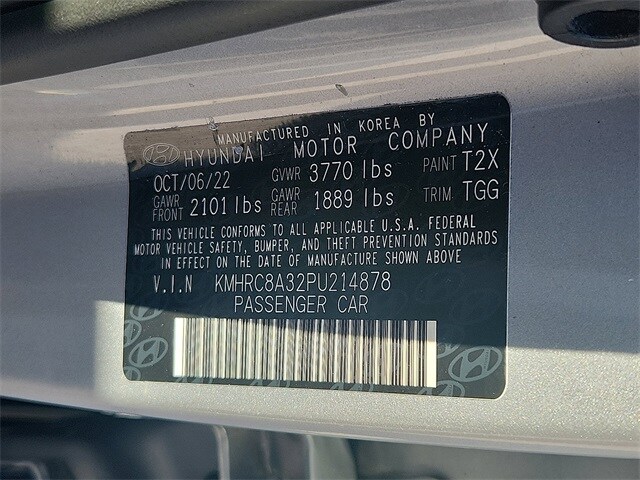 MANUFACTURED IN KOREA BY
HYUNDAI MOTOR COMPANY
OCT/06/22 GVWR 3770 lbs PAINT T2X
GAWR FRONT 2101 lbs GAWR REAR 1889 lbs TRIM TGG
THIS VEHICLE CONFORMS TO ALL APPLICABLE U.S.A. FEDERAL
MOTOR VEHICLE SAFETY, BUMPER, AND THEFT PREVENTION STANDARDS
IN EFFECT ON THE DATE OF MANUFACTURE SHOWN ABOVE
V.I.N KMHRC8A32PU214878
PASSENGER CAR